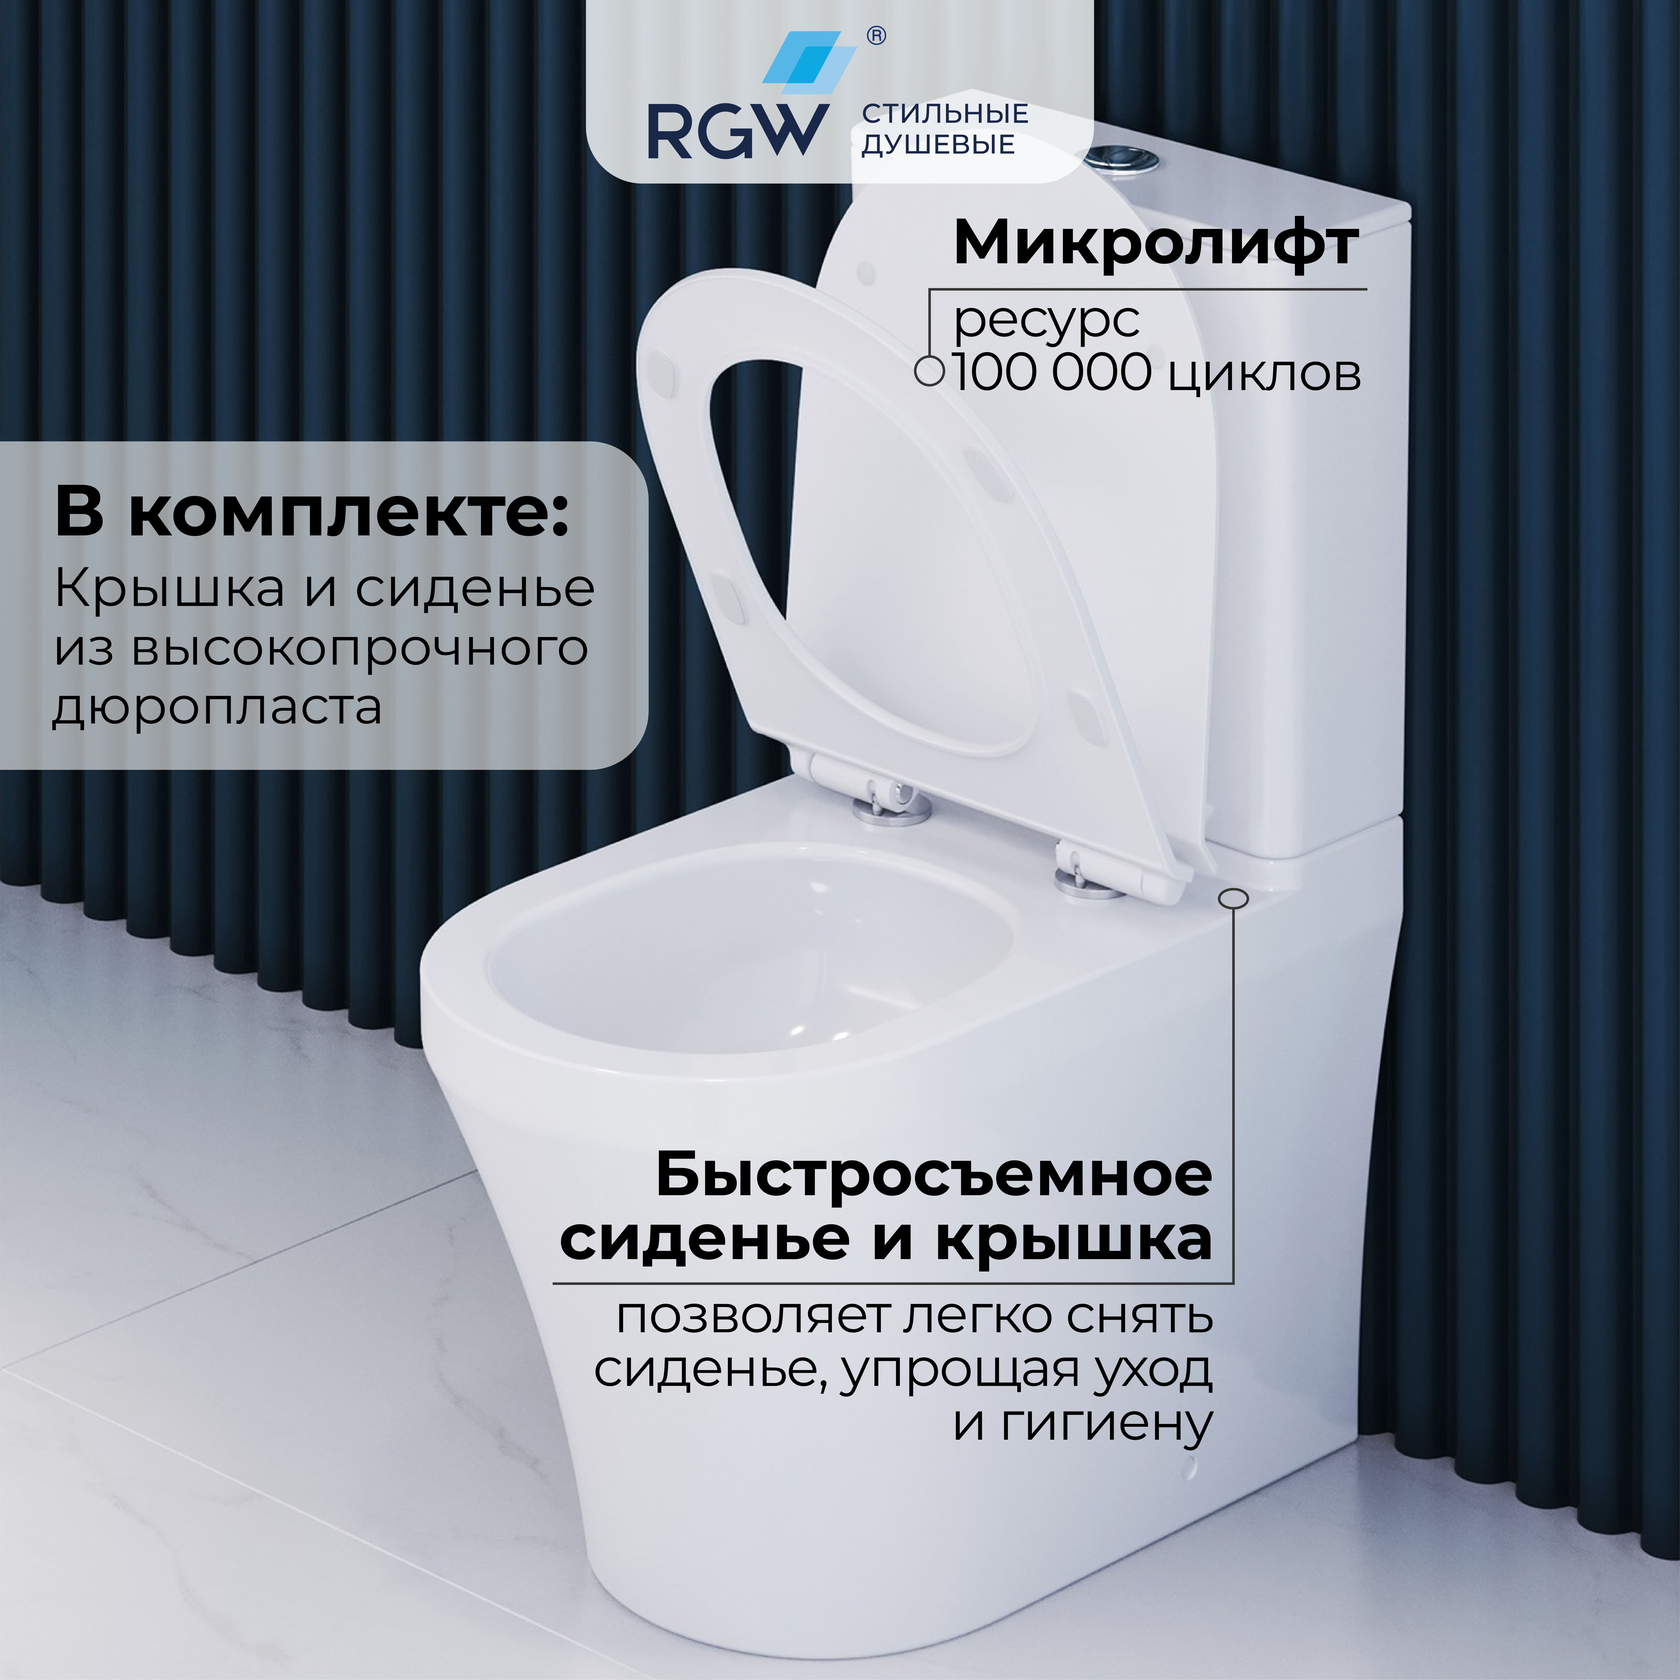 ®
RGW
СТИЛЬНЫЕ
ДУШЕВЫЕ
Микролифт
ресурс
100 000 циклов
В комплекте:
Крышка и сиденье
из высокопрочного
дюропласта
Быстросъемное
сиденье и крышка
позволяет легко снять
сиденье, упрощая уход
и гигиену